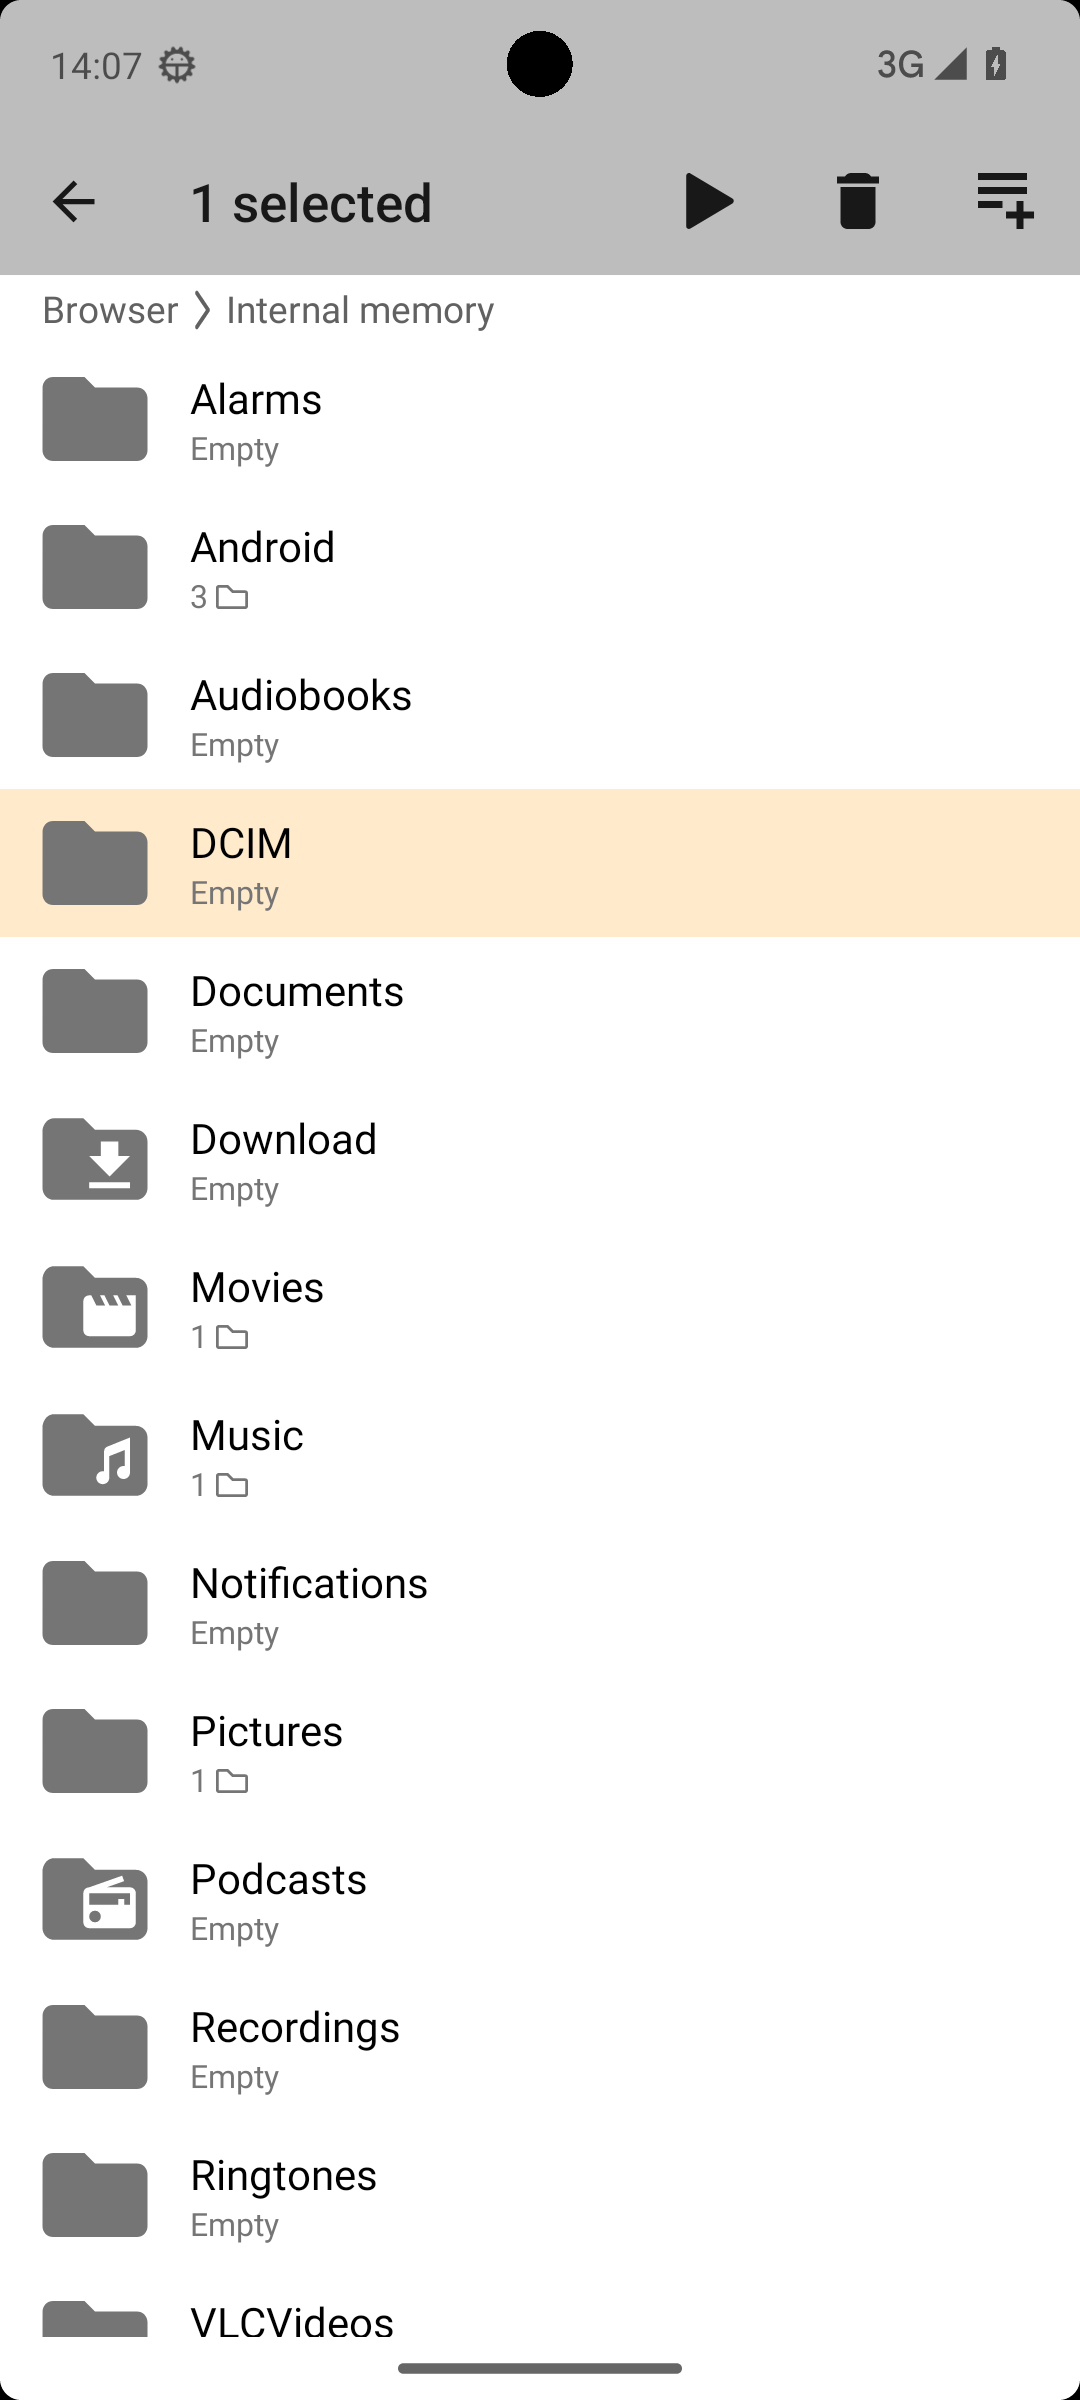 14:07
3G
1 selected
Browser
Internal memory
Alarms
Empty
Android
3
Audiobooks
Empty
DCIM
Empty
Documents
Empty
Download
Empty
Movies
1
Music
1
Notifications
Empty
Pictures
1
Podcasts
Empty
Recordings
Empty
Ringtones
Empty
VLCVideos